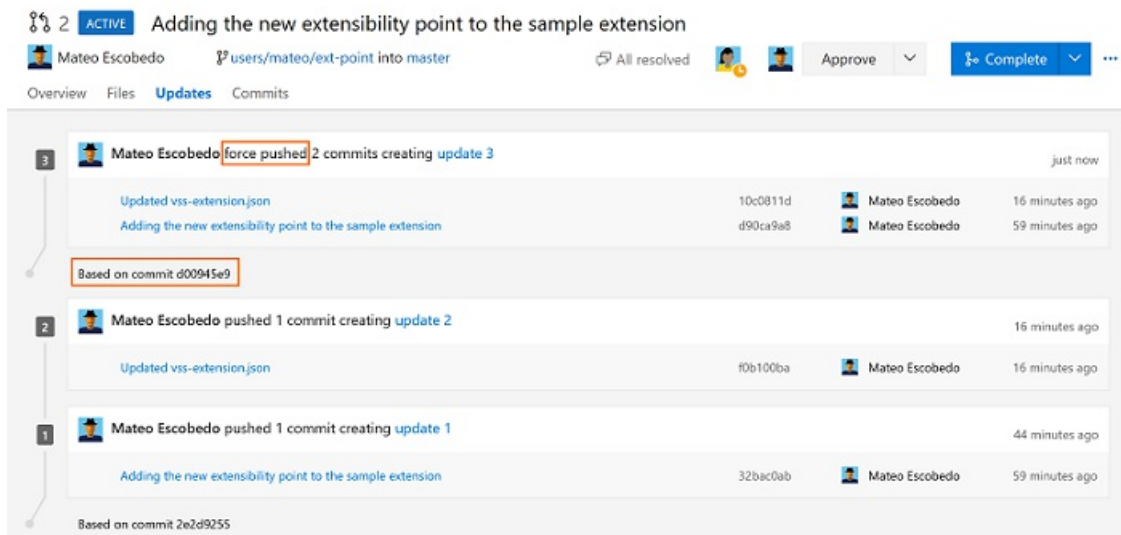 2 ACTIVE Adding the new extensibility point to the sample extension
Mateo Escobedo users/mateo/ext-point into master All resolved Approve Complete ...
Overview Files Updates Commits
3 Mateo Escobedo force pushed 2 commits creating update 3 just now
Updated vss-extension.json 10c0811d Mateo Escobedo 16 minutes ago
Adding the new extensibility point to the sample extension d90ca9a8 Mateo Escobedo 59 minutes ago
Based on commit d00945e9
2 Mateo Escobedo pushed 1 commit creating update 2 16 minutes ago
Updated vss-extension.json f0b100ba Mateo Escobedo 16 minutes ago
1 Mateo Escobedo pushed 1 commit creating update 1 44 minutes ago
Adding the new extensibility point to the sample extension 32bac0ab Mateo Escobedo 59 minutes ago
Based on commit 2e2d9255